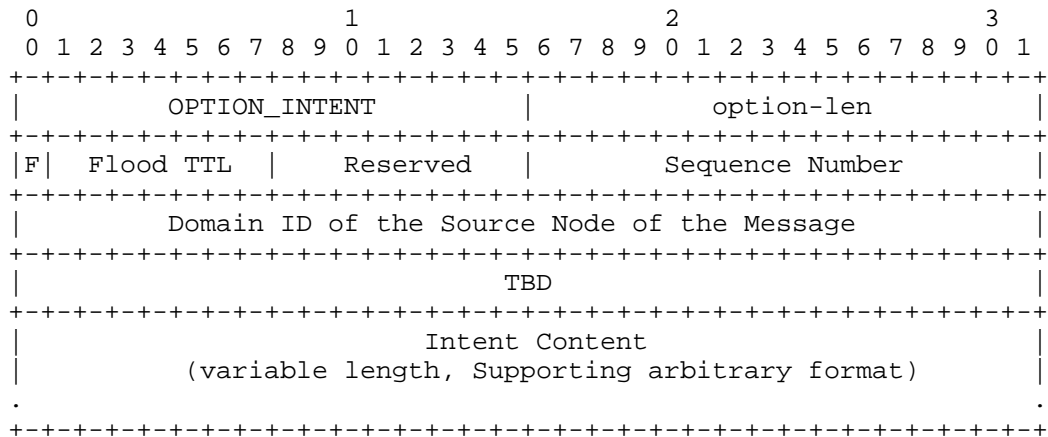 0                   1                   2                   3
 0 1 2 3 4 5 6 7 8 9 0 1 2 3 4 5 6 7 8 9 0 1 2 3 4 5 6 7 8 9 0 1
+-+-+-+-+-+-+-+-+-+-+-+-+-+-+-+-+-+-+-+-+-+-+-+-+-+-+-+-+-+-+-+-+
|         OPTION_INTENT         |           option-len          |
+-+-+-+-+-+-+-+-+-+-+-+-+-+-+-+-+-+-+-+-+-+-+-+-+-+-+-+-+-+-+-+-+
|F|  Flood TTL  |    Reserved   |        Sequence Number        |
+-+-+-+-+-+-+-+-+-+-+-+-+-+-+-+-+-+-+-+-+-+-+-+-+-+-+-+-+-+-+-+-+
|         Domain ID of the Source Node of the Message           |
+-+-+-+-+-+-+-+-+-+-+-+-+-+-+-+-+-+-+-+-+-+-+-+-+-+-+-+-+-+-+-+-+
|                              TBD                              |
+-+-+-+-+-+-+-+-+-+-+-+-+-+-+-+-+-+-+-+-+-+-+-+-+-+-+-+-+-+-+-+-+
|                         Intent Content                        |
|          (variable length, Supporting arbitrary format)       |
.                                                               .
+-+-+-+-+-+-+-+-+-+-+-+-+-+-+-+-+-+-+-+-+-+-+-+-+-+-+-+-+-+-+-+-+